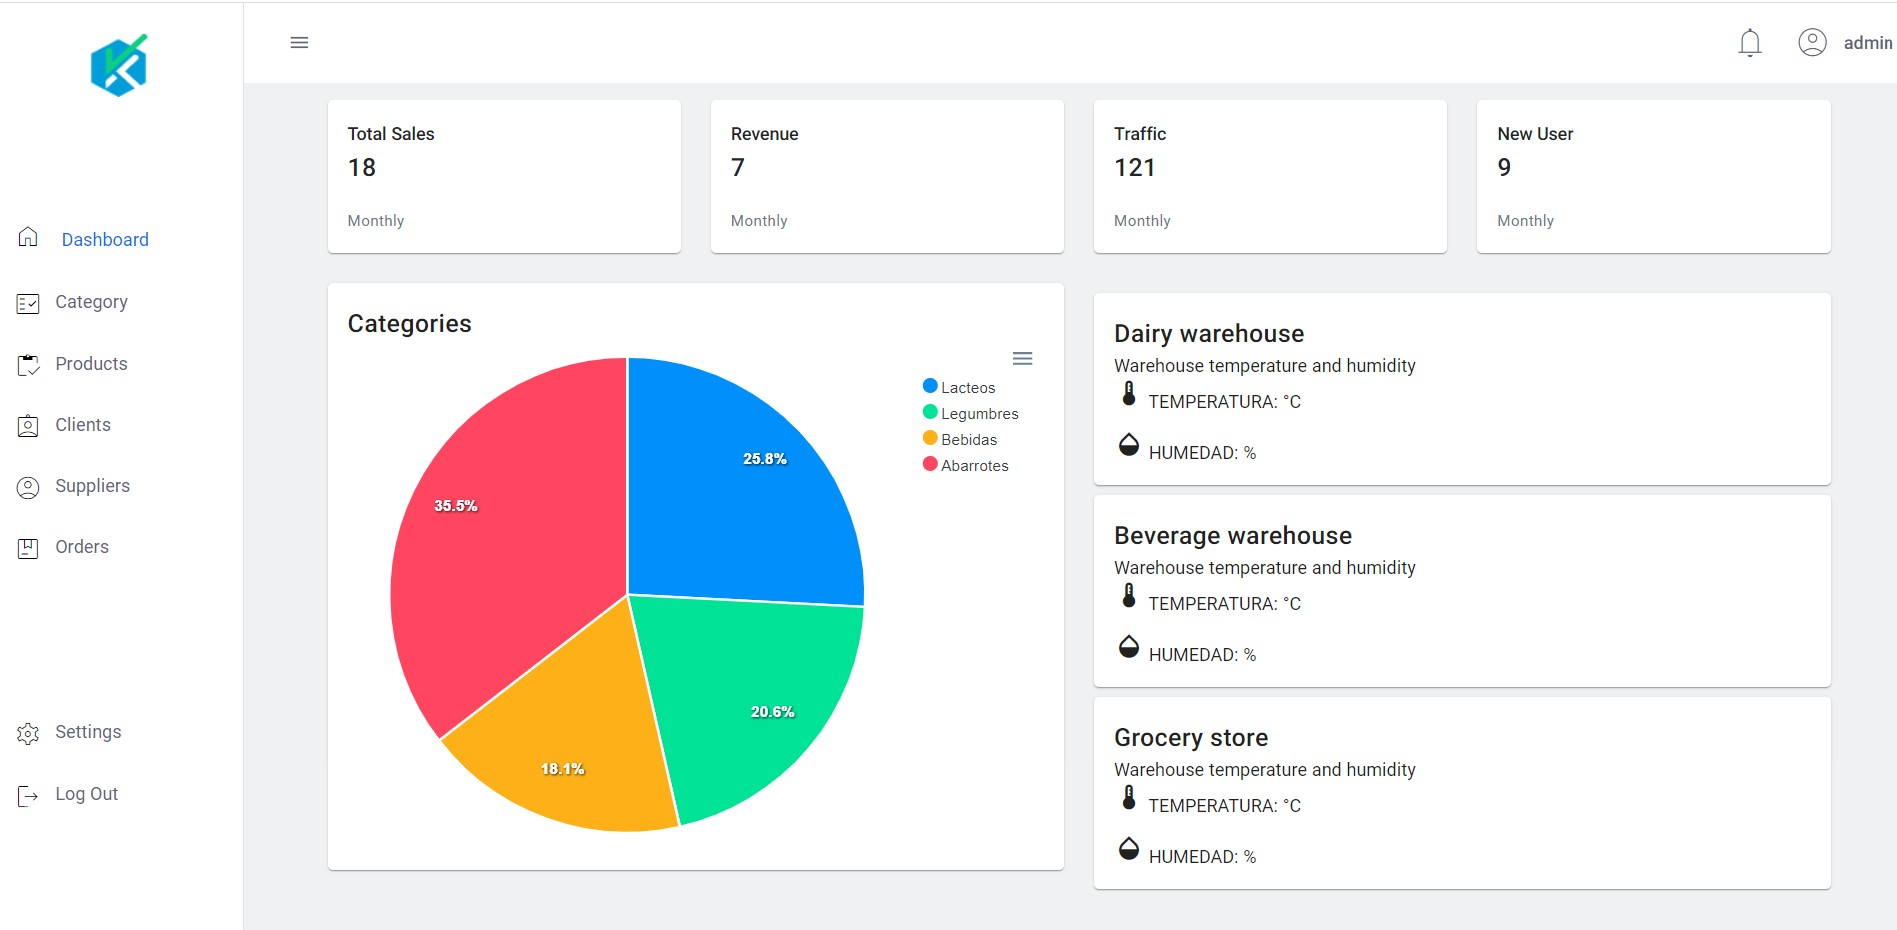 admin
Dashboard
Category
Products
Clients
Suppliers
Orders
Settings
Log Out
Total Sales
18
Monthly
Revenue
7
Monthly
Traffic
121
Monthly
New User
9
Monthly
Categories
Lacteos
Legumbres
Bebidas
Abarrotes
25.8%
35.5%
20.6%
18.1%
Dairy warehouse
Warehouse temperature and humidity
TEMPERATURA: °C
HUMEDAD: %
Beverage warehouse
Warehouse temperature and humidity
TEMPERATURA: °C
HUMEDAD: %
Grocery store
Warehouse temperature and humidity
TEMPERATURA: °C
HUMEDAD: %